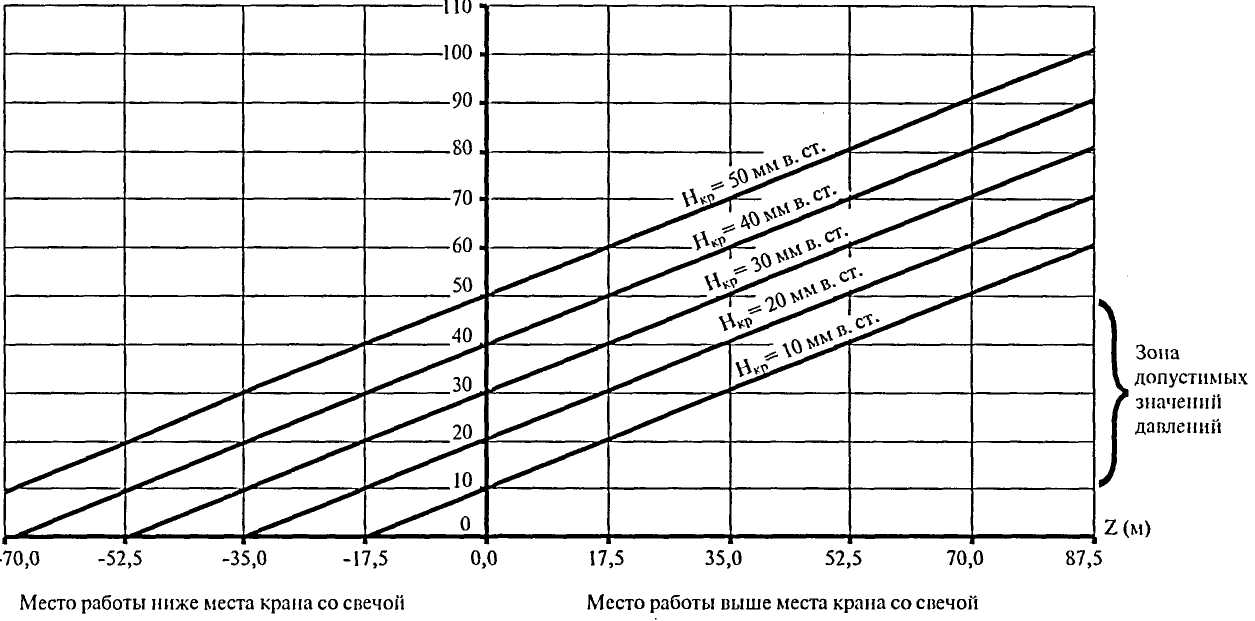 110
100
90
80
70
60
50
40
30
20
10
0
Hкр= 50 мм в. ст.
Hкр= 40 мм в. ст.
Hкр= 30 мм в. ст.
Hкр= 20 мм в. ст.
Hкр= 10 мм в. ст.
Зона
допустимых
значений
давлений
Z (м)
-70,0 -52,5 -35,0 -17,5 0,0 17,5 35,0 52,5 70,0 87,5
Место работы ниже места крана со свечой
Место работы выше места крана со свечой